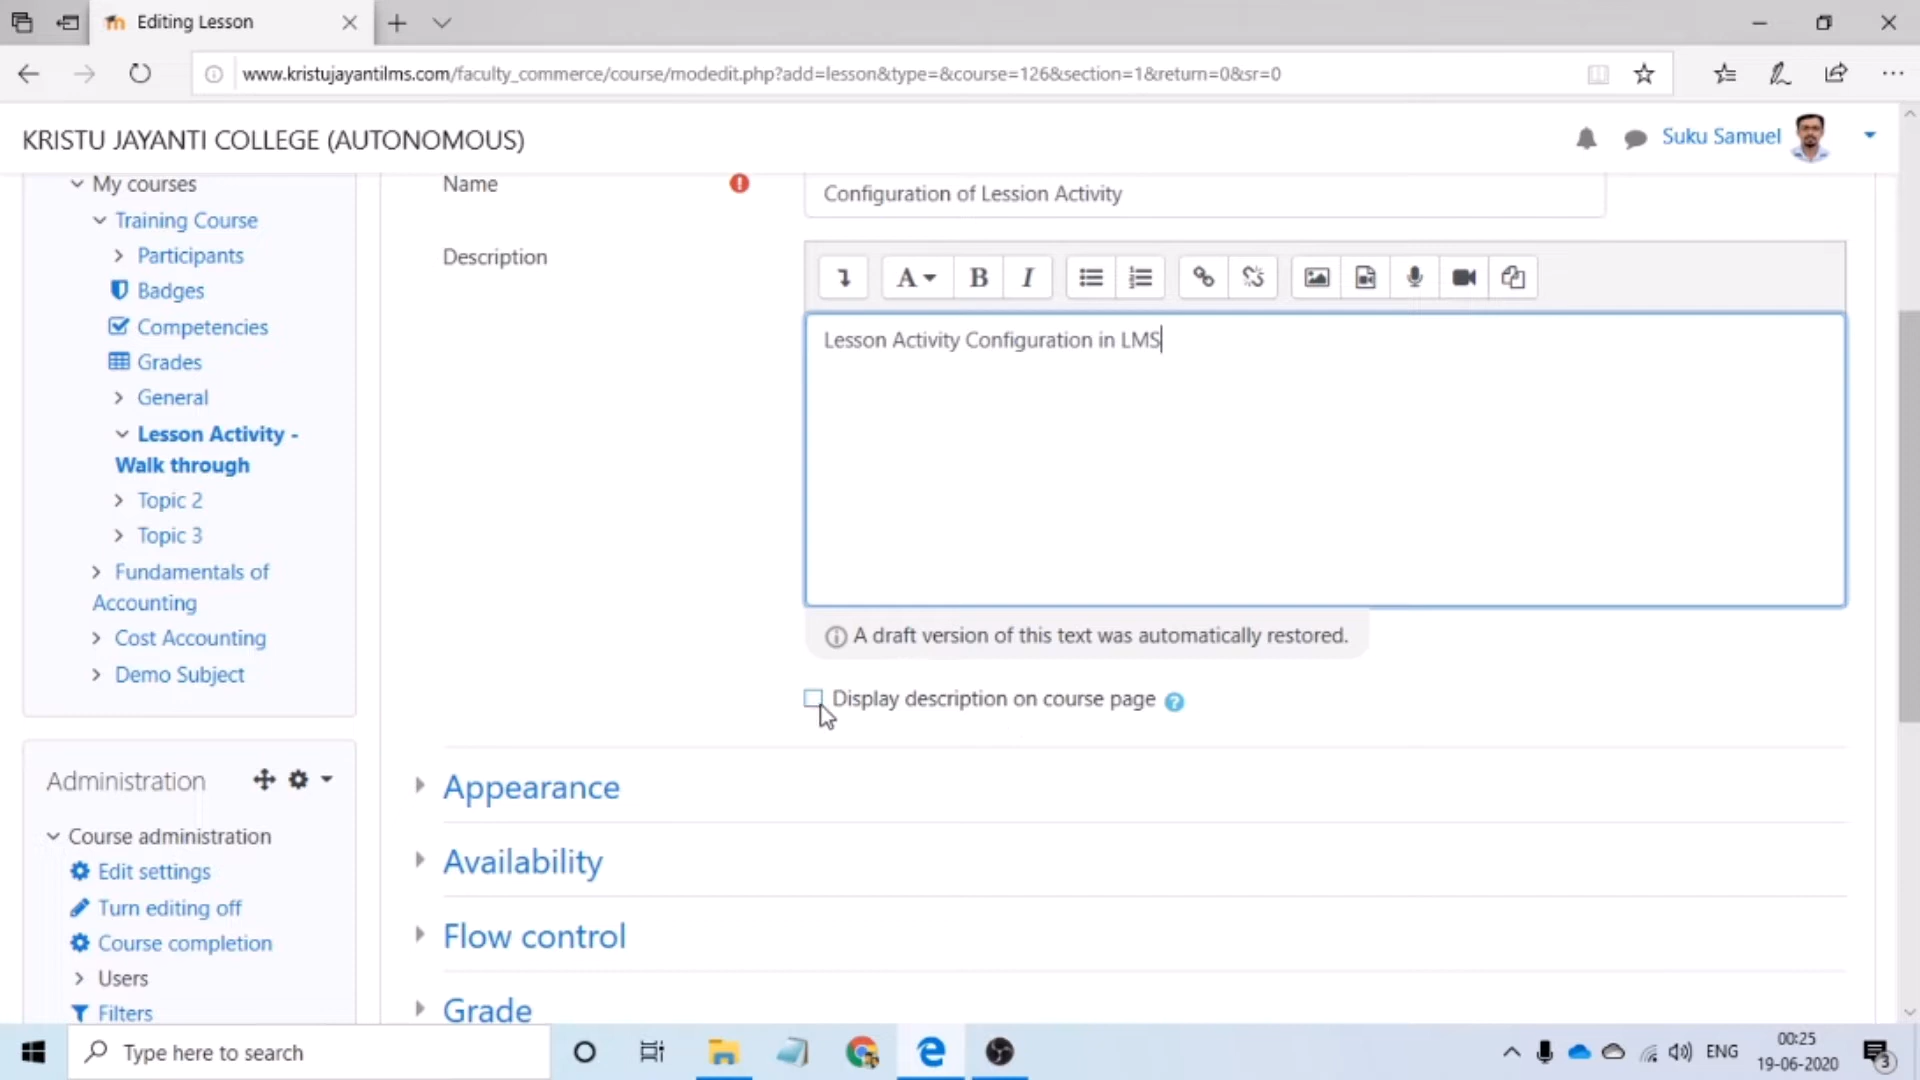 Editing Lesson
www.kristujayantilms.com/faculty_commerce/course/modedit.php?add=lesson&type=&course=126&section=1&return=0&sr=0
KRISTU JAYANTI COLLEGE (AUTONOMOUS)
Suku Samuel
My courses
Training Course
Participants
Badges
Competencies
Grades
General
Lesson Activity -
Walk through
Topic 2
Topic 3
Fundamentals of
Accounting
Cost Accounting
Demo Subject
Administration
Course administration
Edit settings
Turn editing off
Course completion
Users
Filters
Name
Configuration of Lession Activity
Description
A B I
Lesson Activity Configuration in LMS
A draft version of this text was automatically restored.
Display description on course page ?
Appearance
Availability
Flow control
Grade
Type here to search
ENG
00:25
19-06-2020
3